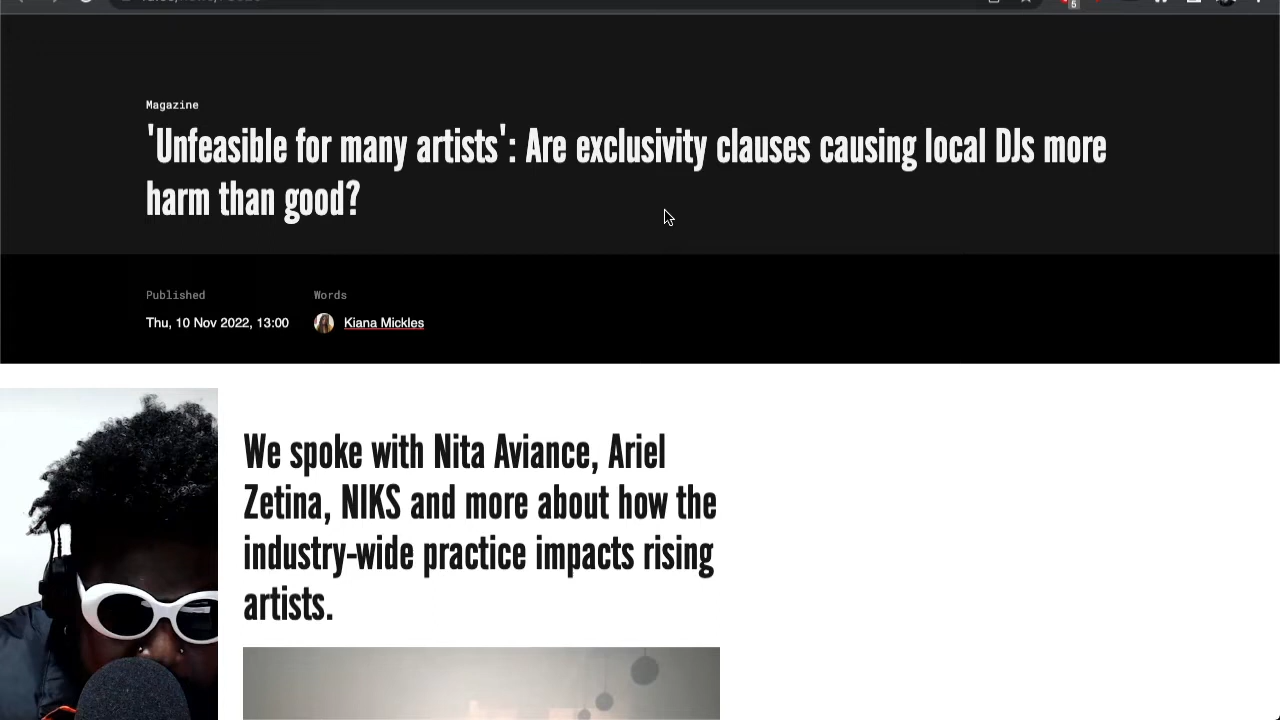 Magazine
'Unfeasible for many artists': Are exclusivity clauses causing local DJs more
harm than good?
Published
Words
Thu, 10 Nov 2022, 13:00
Kiana Mickles
We spoke with Nita Aviance, Ariel
Zetina, NIKS and more about how the
industry-wide practice impacts rising
artists.